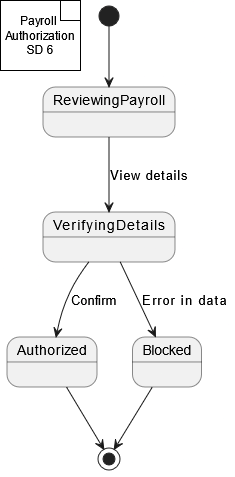 Payroll
Authorization
SD 6
ReviewingPayroll
View details
VerifyingDetails
Confirm
Error in data
Authorized
Blocked